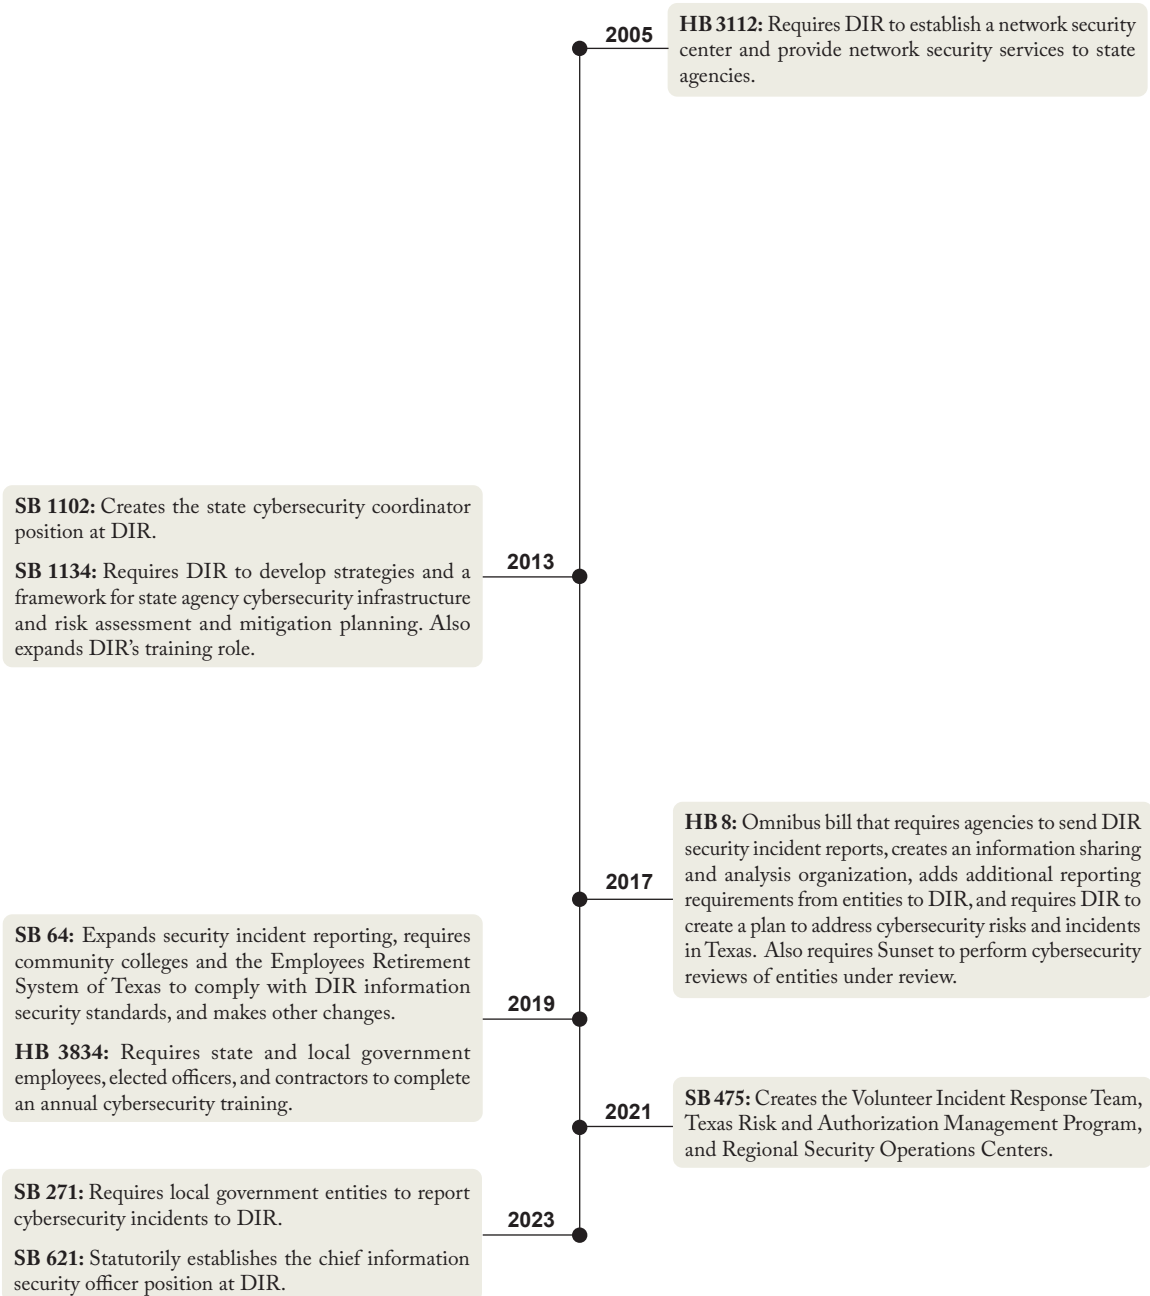 2005
HB 3112: Requires DIR to establish a network security
center and provide network security services to state
agencies.
SB 1102: Creates the state cybersecurity coordinator
position at DIR.
SB 1134: Requires DIR to develop strategies and a
framework for state agency cybersecurity infrastructure
and risk assessment and mitigation planning. Also
expands DIR’s training role.
2013
2017
HB 8: Omnibus bill that requires agencies to send DIR
security incident reports, creates an information sharing
and analysis organization, adds additional reporting
requirements from entities to DIR, and requires DIR to
create a plan to address cybersecurity risks and incidents
in Texas. Also requires Sunset to perform cybersecurity
reviews of entities under review.
SB 64: Expands security incident reporting, requires
community colleges and the Employees Retirement
System of Texas to comply with DIR information
security standards, and makes other changes.
HB 3834: Requires state and local government
employees, elected officers, and contractors to complete
an annual cybersecurity training.
2019
2021
SB 475: Creates the Volunteer Incident Response Team,
Texas Risk and Authorization Management Program,
and Regional Security Operations Centers.
SB 271: Requires local government entities to report
cybersecurity incidents to DIR.
SB 621: Statutorily establishes the chief information
security officer position at DIR.
2023